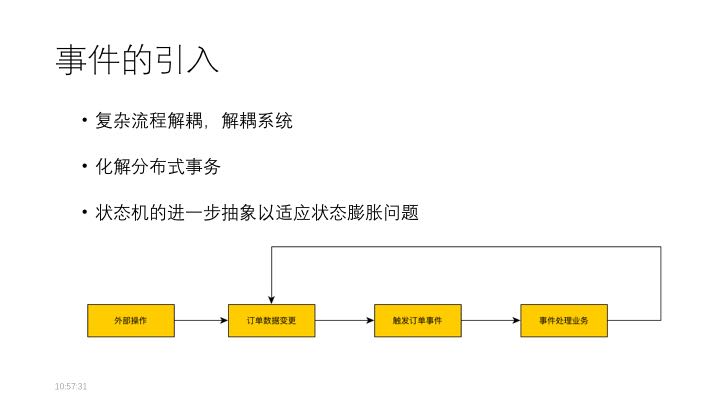 事件的引入
• 复杂流程解耦，解耦系统
• 化解分布式事务
• 状态机的进一步抽象以适应状态膨胀问题
外部操作
订单数据变更
触发订单事件
事件处理业务
10:57:31